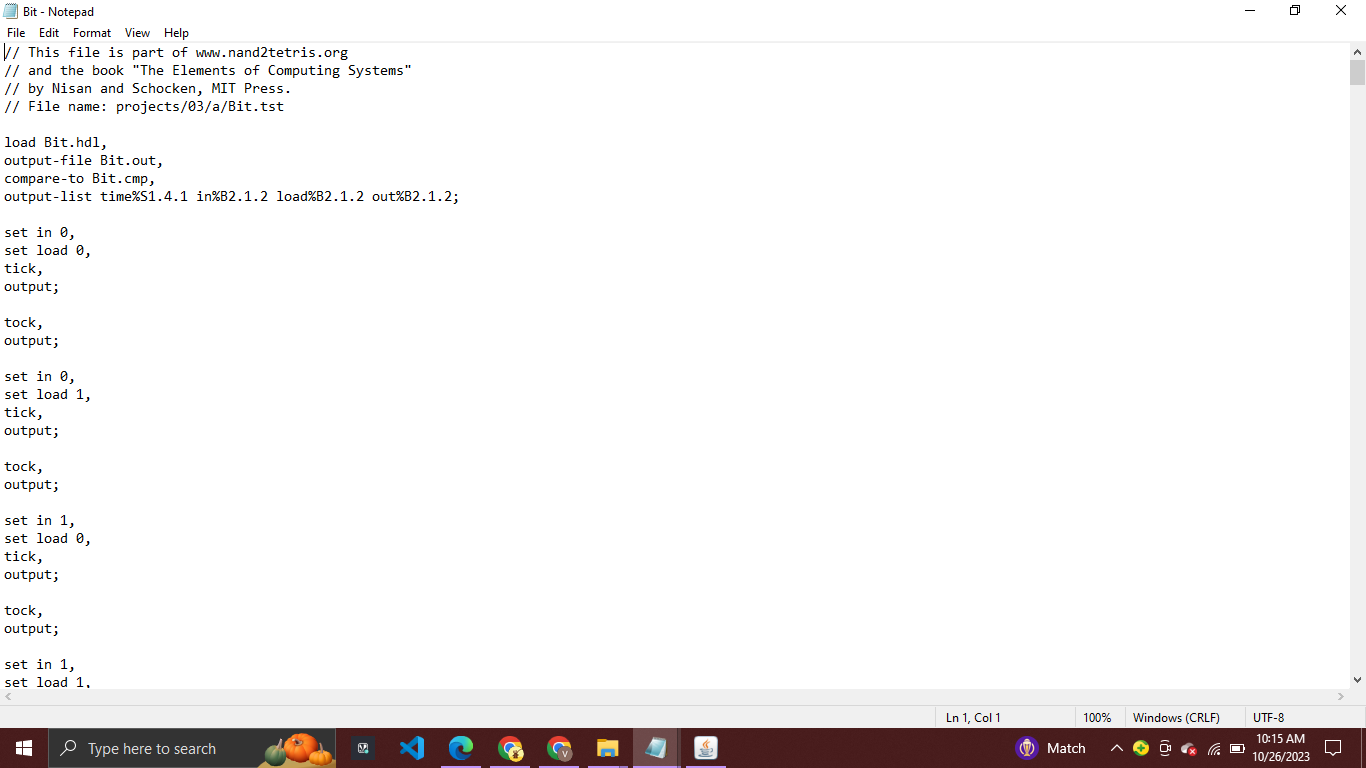 Bit - Notepad
File Edit Format View Help
// This file is part of www.nand2tetris.org
// and the book "The Elements of Computing Systems"
// by Nisan and Schocken, MIT Press.
// File name: projects/03/a/Bit.tst
load Bit.hdl,
output-file Bit.out,
compare-to Bit.cmp,
output-list time%S1.4.1 in%B2.1.2 load%B2.1.2 out%B2.1.2;
set in 0,
set load 0,
tick,
output;
tock,
output;
set in 0,
set load 1,
tick,
output;
tock,
output;
set in 1,
set load 0,
tick,
output;
tock,
output;
set in 1,
set load 1,
Ln 1, Col 1 100% Windows (CRLF) UTF-8
Type here to search
V
Match
10:15 AM
10/26/2023